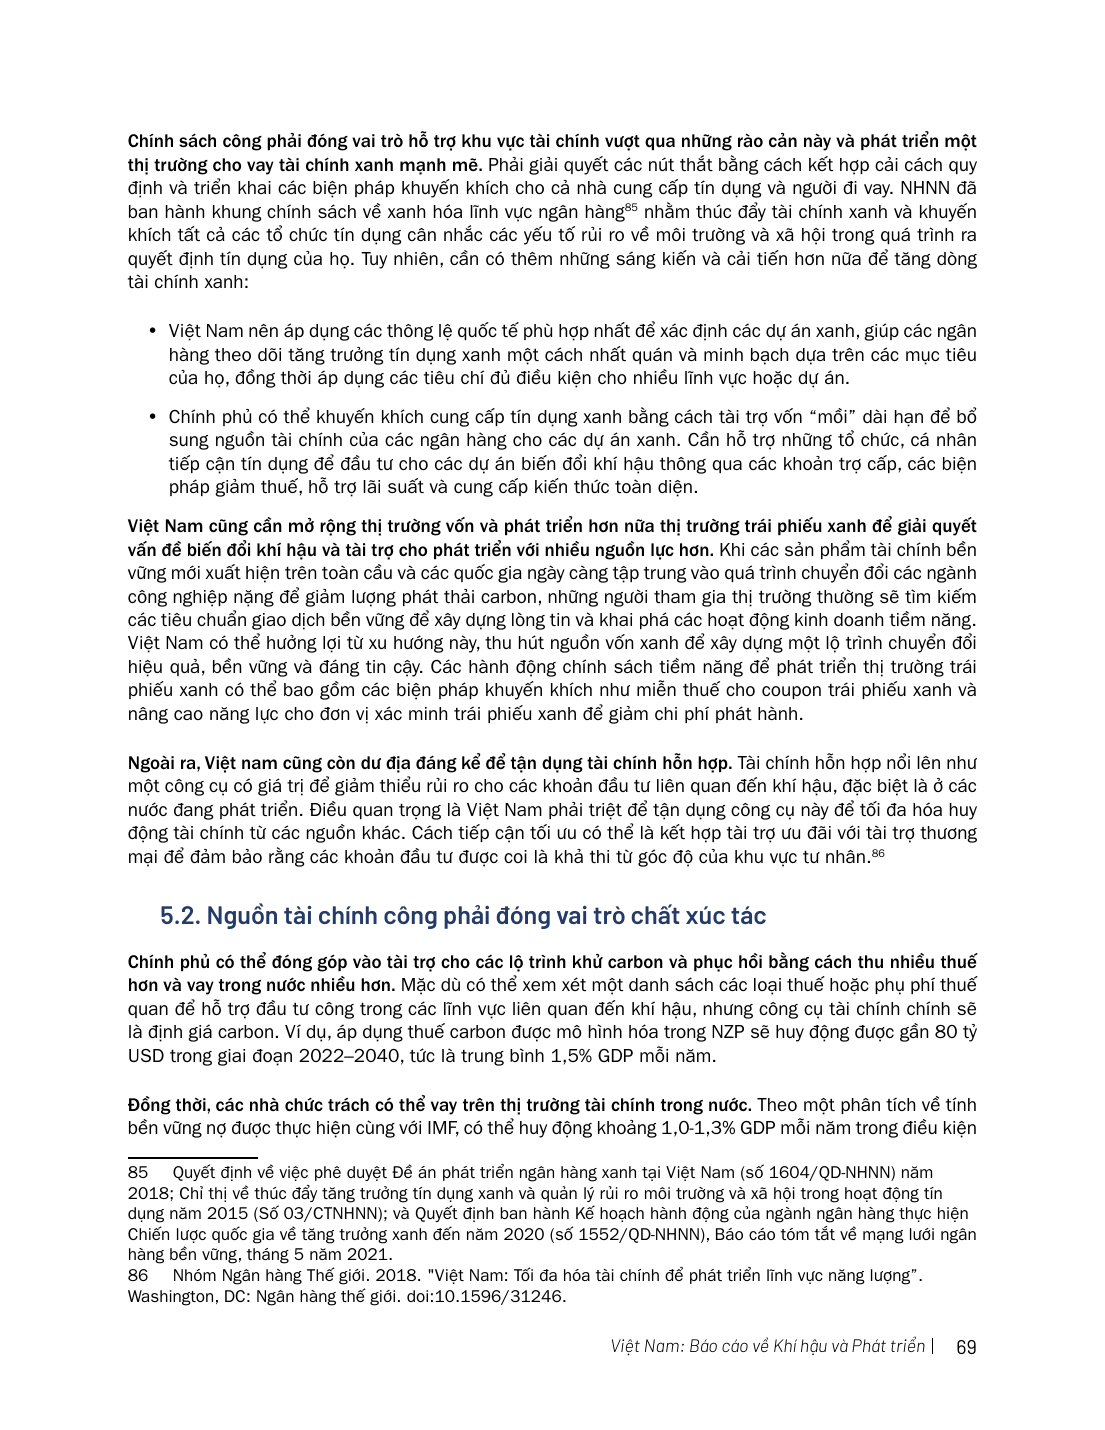 Chính sách công phải đóng vai trò hỗ trợ khu vực tài chính vượt qua những rào cản này và phát triển một
thị trường cho vay tài chính xanh mạnh mẽ. Phải giải quyết các nút thắt bằng cách kết hợp cải cách quy
định và triển khai các biện pháp khuyến khích cho cả nhà cung cấp tín dụng và người đi vay. NHNN đã
ban hành khung chính sách về xanh hóa lĩnh vực ngân hàng85 nhằm thúc đẩy tài chính xanh và khuyến
khích tất cả các tổ chức tín dụng cân nhắc các yếu tố rủi ro về môi trường và xã hội trong quá trình ra
quyết định tín dụng của họ. Tuy nhiên, cần có thêm những sáng kiến và cải tiến hơn nữa để tăng dòng
tài chính xanh:
• Việt Nam nên áp dụng các thông lệ quốc tế phù hợp nhất để xác định các dự án xanh, giúp các ngân
hàng theo dõi tăng trưởng tín dụng xanh một cách nhất quán và minh bạch dựa trên các mục tiêu
của họ, đồng thời áp dụng các tiêu chí đủ điều kiện cho nhiều lĩnh vực hoặc dự án.
• Chính phủ có thể khuyến khích cung cấp tín dụng xanh bằng cách tài trợ vốn “mồi” dài hạn để bổ
sung nguồn tài chính của các ngân hàng cho các dự án xanh. Cần hỗ trợ những tổ chức, cá nhân
tiếp cận tín dụng để đầu tư cho các dự án biến đổi khí hậu thông qua các khoản trợ cấp, các biện
pháp giảm thuế, hỗ trợ lãi suất và cung cấp kiến thức toàn diện.
Việt Nam cũng cần mở rộng thị trường vốn và phát triển hơn nữa thị trường trái phiếu xanh để giải quyết
vấn đề biến đổi khí hậu và tài trợ cho phát triển với nhiều nguồn lực hơn. Khi các sản phẩm tài chính bền
vững mới xuất hiện trên toàn cầu và các quốc gia ngày càng tập trung vào quá trình chuyển đổi các ngành
công nghiệp nặng để giảm lượng phát thải carbon, những người tham gia thị trường thường sẽ tìm kiếm
các tiêu chuẩn giao dịch bền vững để xây dựng lòng tin và khai phá các hoạt động kinh doanh tiềm năng.
Việt Nam có thể hưởng lợi từ xu hướng này, thu hút nguồn vốn xanh để xây dựng một lộ trình chuyển đổi
hiệu quả, bền vững và đáng tin cậy. Các hành động chính sách tiềm năng để phát triển thị trường trái
phiếu xanh có thể bao gồm các biện pháp khuyến khích như miễn thuế cho coupon trái phiếu xanh và
nâng cao năng lực cho đơn vị xác minh trái phiếu xanh để giảm chi phí phát hành.
Ngoài ra, Việt nam cũng còn dư địa đáng kể để tận dụng tài chính hỗn hợp. Tài chính hỗn hợp nổi lên như
một công cụ có giá trị để giảm thiểu rủi ro cho các khoản đầu tư liên quan đến khí hậu, đặc biệt là ở các
nước đang phát triển. Điều quan trọng là Việt Nam phải triệt để tận dụng công cụ này để tối đa hóa huy
động tài chính từ các nguồn khác. Cách tiếp cận tối ưu có thể là kết hợp tài trợ ưu đãi với tài trợ thương
mại để đảm bảo rằng các khoản đầu tư được coi là khả thi từ góc độ của khu vực tư nhân.86
5.2. Nguồn tài chính công phải đóng vai trò chất xúc tác
Chính phủ có thể đóng góp vào tài trợ cho các lộ trình khử carbon và phục hồi bằng cách thu nhiều thuế
hơn và vay trong nước nhiều hơn. Mặc dù có thể xem xét một danh sách các loại thuế hoặc phụ phí thuế
quan để hỗ trợ đầu tư công trong các lĩnh vực liên quan đến khí hậu, nhưng công cụ tài chính chính sẽ
là định giá carbon. Ví dụ, áp dụng thuế carbon được mô hình hóa trong NZP sẽ huy động được gần 80 tỷ
USD trong giai đoạn 2022–2040, tức là trung bình 1,5% GDP mỗi năm.
Đồng thời, các nhà chức trách có thể vay trên thị trường tài chính trong nước. Theo một phân tích về tính
bền vững nợ được thực hiện cùng với IMF, có thể huy động khoảng 1,0-1,3% GDP mỗi năm trong điều kiện
85 Quyết định về việc phê duyệt Đề án phát triển ngân hàng xanh tại Việt Nam (số 1604/QD-NHNN) năm
2018; Chỉ thị về thúc đẩy tăng trưởng tín dụng xanh và quản lý rủi ro môi trường và xã hội trong hoạt động tín
dụng năm 2015 (Số 03/CTNHNN); và Quyết định ban hành Kế hoạch hành động của ngành ngân hàng thực hiện
Chiến lược quốc gia về tăng trưởng xanh đến năm 2020 (số 1552/QD-NHNN), Báo cáo tóm tắt về mạng lưới ngân
hàng bền vững, tháng 5 năm 2021.
86 Nhóm Ngân hàng Thế giới. 2018. "Việt Nam: Tối đa hóa tài chính để phát triển lĩnh vực năng lượng”.
Washington, DC: Ngân hàng thế giới. doi:10.1596/31246.
Việt Nam: Báo cáo về Khí hậu và Phát triển | 69